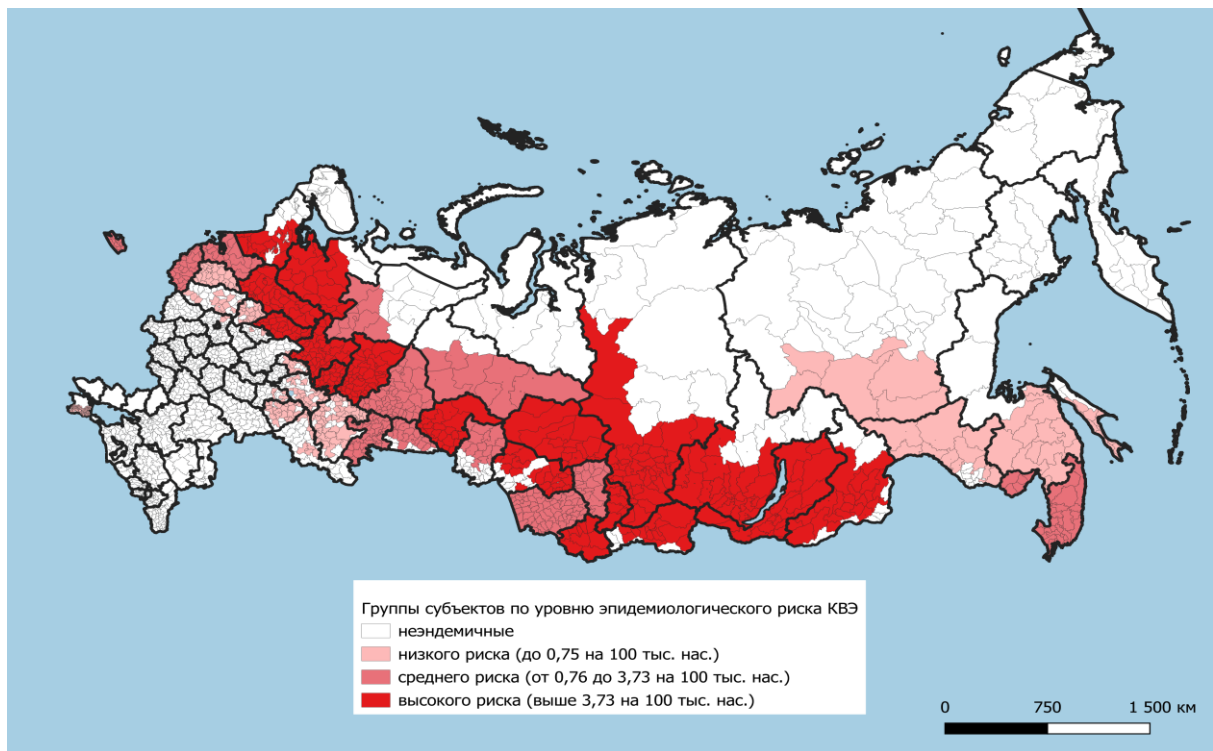 Группы субъектов по уровню эпидемиологического риска КВЭ
неэндемичные
низкого риска (до 0,75 на 100 тыс. нас.)
среднего риска (от 0,76 до 3,73 на 100 тыс. нас.)
высокого риска (выше 3,73 на 100 тыс. нас.)
0 750 1 500 км